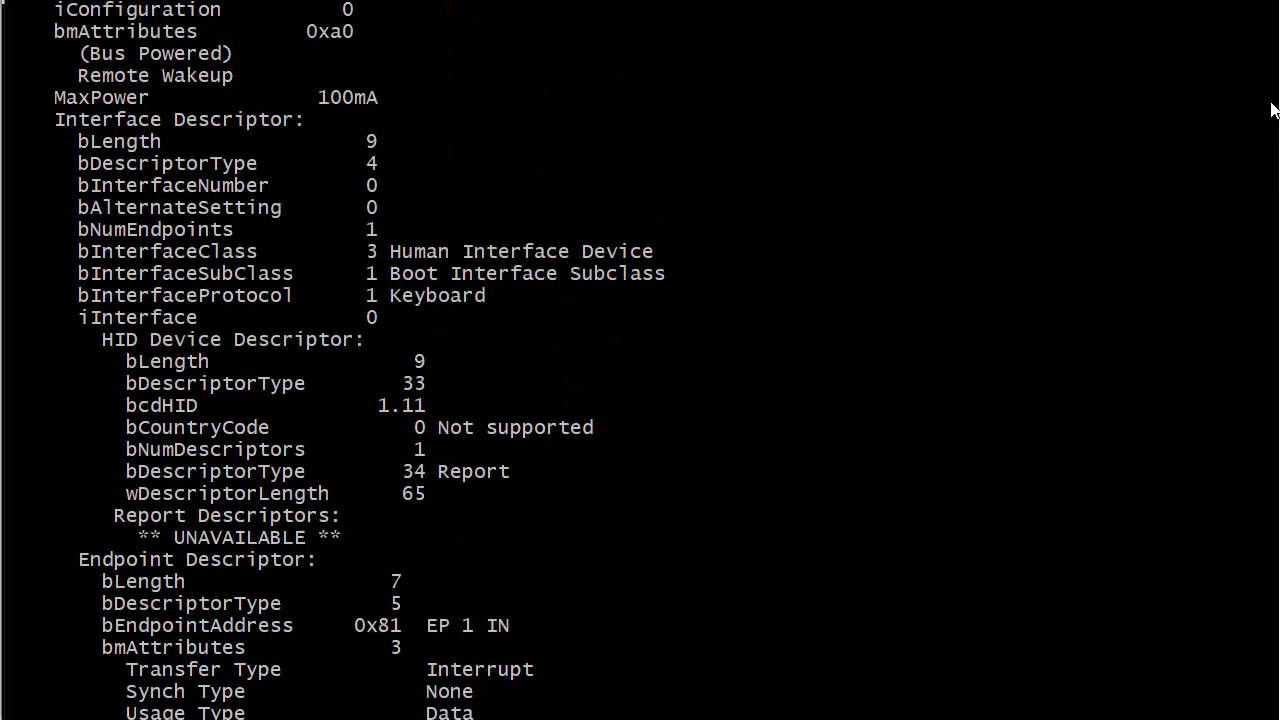 iConfiguration 0
bmAttributes 0xa0
(Bus Powered)
Remote Wakeup
MaxPower 100mA
Interface Descriptor:
bLength 9
bDescriptorType 4
bInterfaceNumber 0
bAlternateSetting 0
bNumEndpoints 1
bInterfaceClass 3 Human Interface Device
bInterfaceSubClass 1 Boot Interface Subclass
bInterfaceProtocol 1 Keyboard
iInterface 0
HID Device Descriptor:
bLength 9
bDescriptorType 33
bcdHID 1.11
bCountryCode 0 Not supported
bNumDescriptors 1
bDescriptorType 34 Report
wDescriptorLength 65
Report Descriptors:
** UNAVAILABLE **
Endpoint Descriptor:
bLength 7
bDescriptorType 5
bEndpointAddress 0x81 EP 1 IN
bmAttributes 3
Transfer Type Interrupt
Synch Type None
Usage Type Data